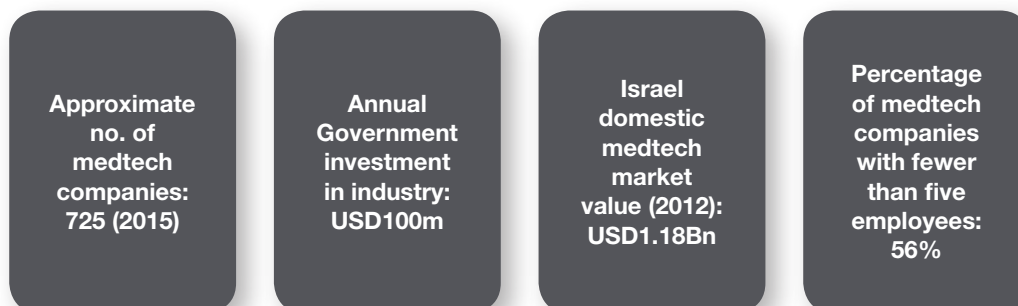 Approximate
no. of
medtech
companies:
725 (2015)
Annual
Government
investment
in industry:
USD100m
Israel
domestic
medtech
market
value (2012):
USD1.18Bn
Percentage
of medtech
companies
with fewer
than five
employees:
56%